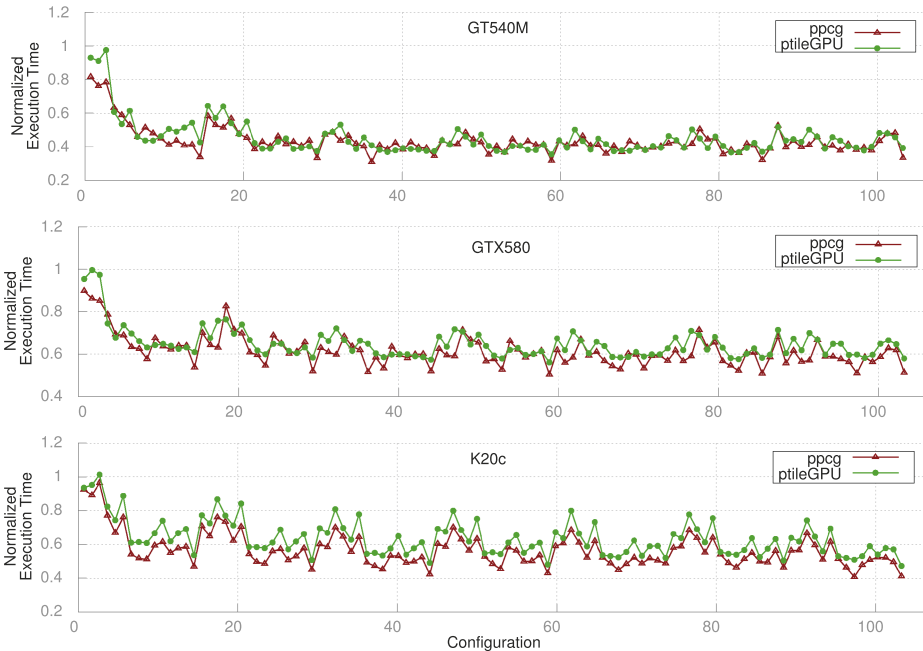 1.2
1
0.8
0.6
0.4
0.2
Normalized
Execution Time
GT540M
ppcg
ptileGPU
0 20 40 60 80 100
1.2
1
0.8
0.6
0.4
Normalized
Execution Time
GTX580
ppcg
ptileGPU
0 20 40 60 80 100
1.2
1
0.8
0.6
0.4
0.2
Normalized
Execution Time
K20c
ppcg
ptileGPU
0 20 40 60 80 100
Configuration